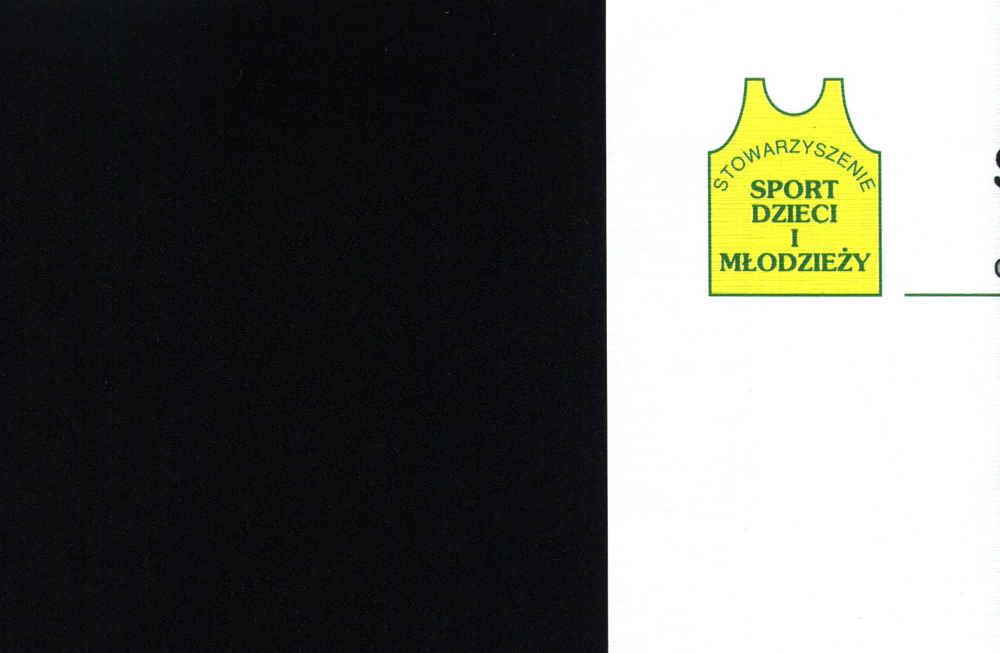 STOWARZYSZENIE
SPORT
DZIECI
I
MŁODZIEŻY